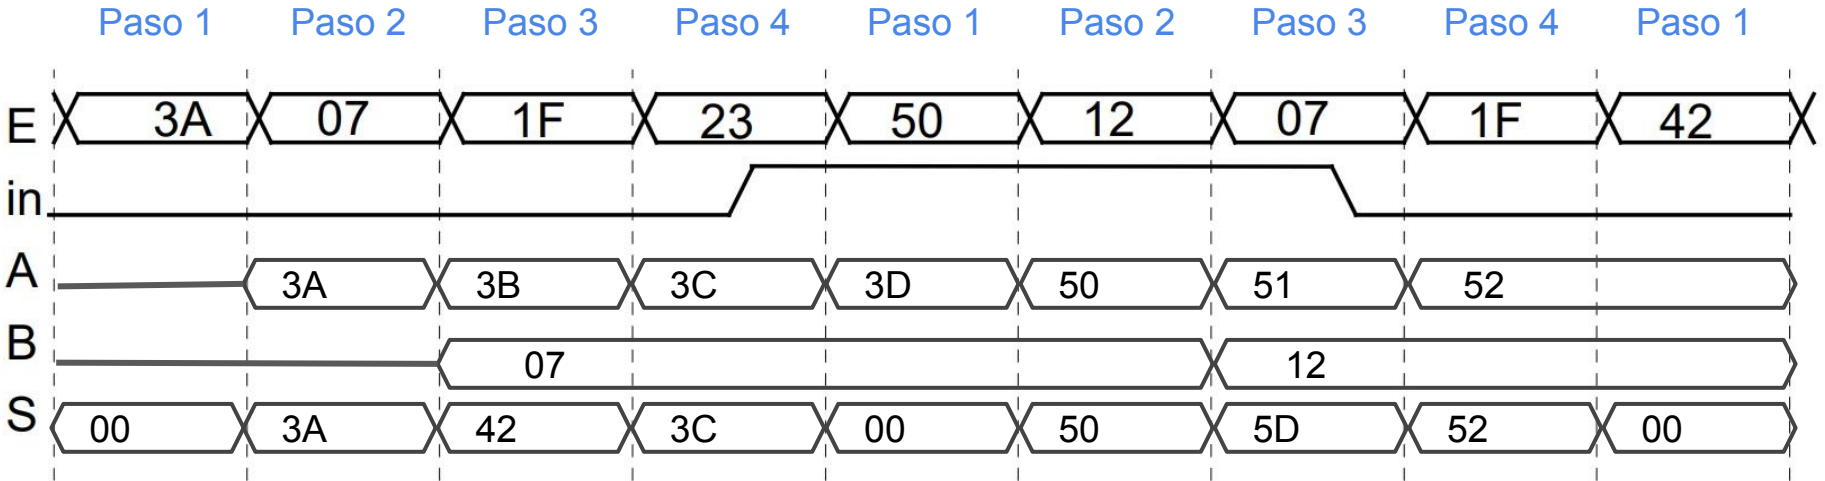 Paso 1 Paso 2 Paso 3 Paso 4 Paso 1 Paso 2 Paso 3 Paso 4 Paso 1
E 3A 07 1F 23 50 12 07 1F 42
in
A 3A 3B 3C 3D 50 51 52
B 07 12
S 00 3A 42 3C 00 50 5D 52 00